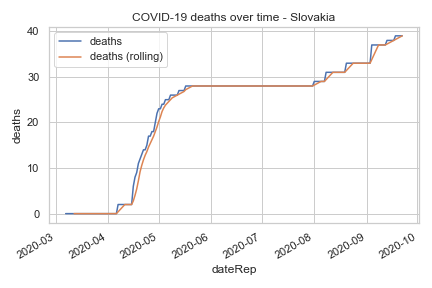 COVID-19 deaths over time - Slovakia
deaths
deaths (rolling)
40
30
20
10
0
deaths
2020-03
2020-04
2020-05
2020-06
2020-07
2020-08
2020-09
2020-10
dateRep